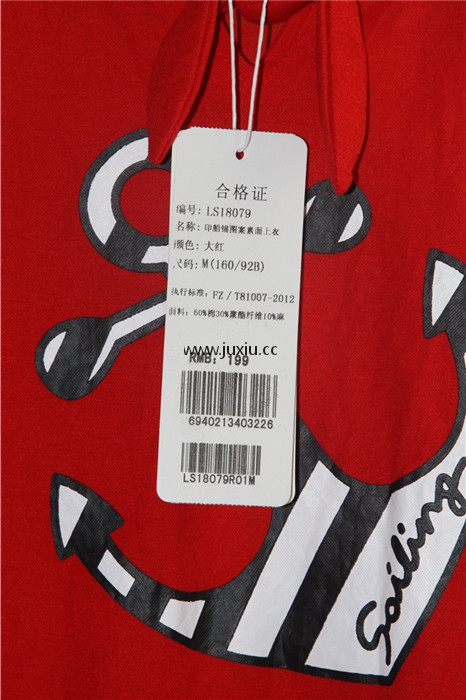 合格证
编号: LS18079
名称: 印船锚图案素面上衣
颜色: 大红
尺码: M(160/92B)
执行标准: FZ/T81007-2012
面料: 60%棉30%聚酯纤维10%麻
www.juxiu.cc
RMB: 199
6940213403226
LS18079R01M
Sailing